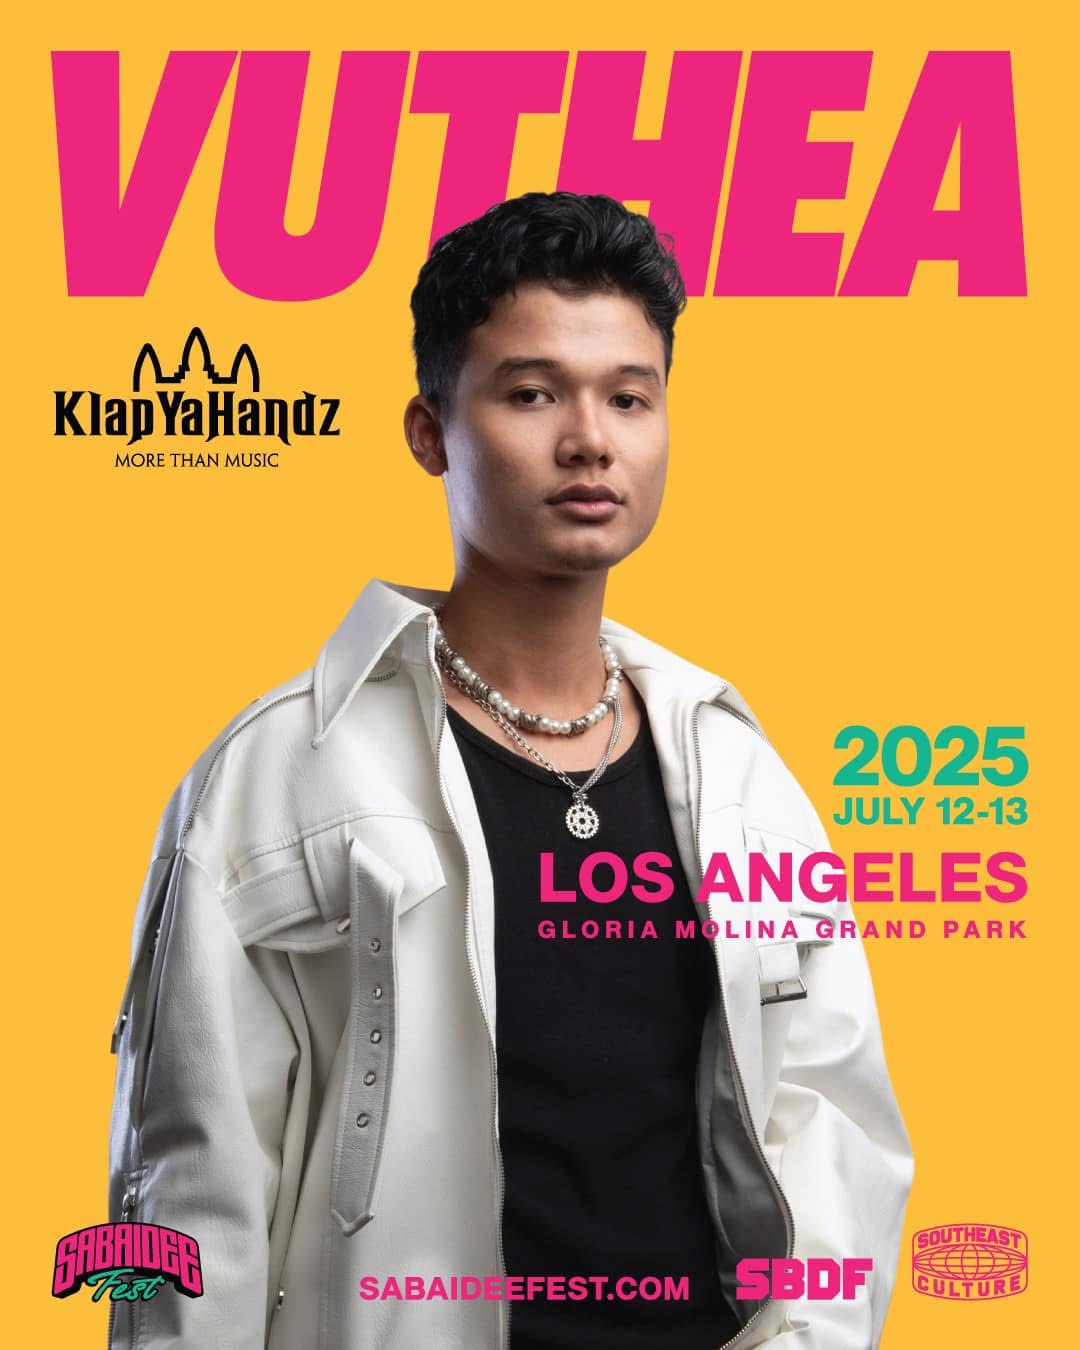 VUTHEA
KlapYaHandz
MORE THAN MUSIC
2025
JULY 12-13
LOS ANGELES
GLORIA MOLINA GRAND PARK
SABAIDEE
Fest
SABAIDEEFEST.COM
SBDF
SOUTHEAST
CULTURE